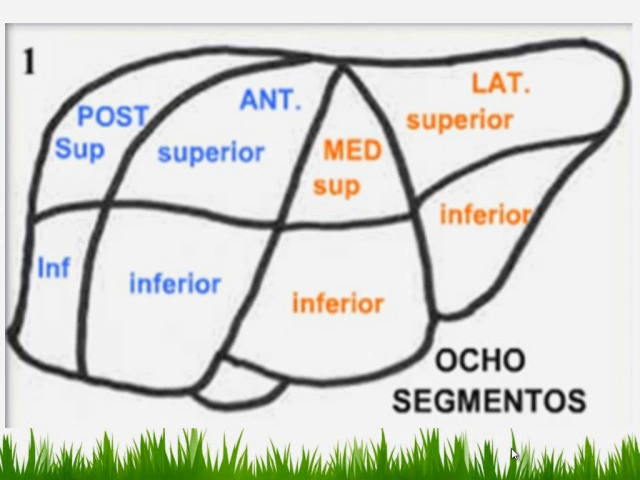 1
POST
Sup
ANT.
superior
MED
sup
LAT.
superior
inferior
Inf
inferior
inferior
OCHO
SEGMENTOS